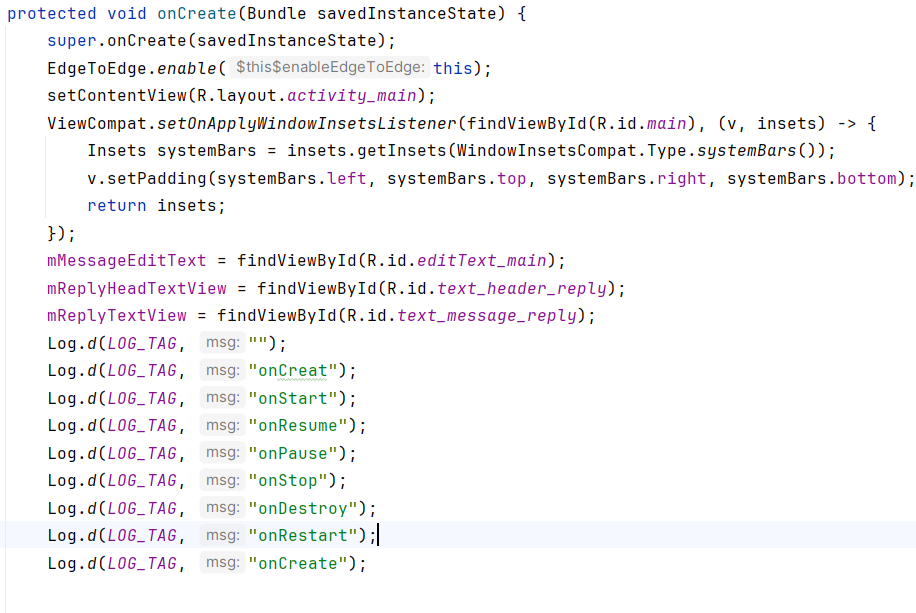 protected void onCreate(Bundle savedInstanceState) {
super.onCreate(savedInstanceState);
EdgeToEdge.enable( $this$enableEdgeToEdge: this);
setContentView(R.layout.activity_main);
ViewCompat.setOnApplyWindowInsetsListener(findViewById(R.id.main), (v, insets) -> {
Insets systemBars = insets.getInsets(WindowInsetsCompat.Type.systemBars());
v.setPadding(systemBars.left, systemBars.top, systemBars.right, systemBars.bottom);
return insets;
});
mMessageEditText = findViewById(R.id.editText_main);
mReplyHeadTextView = findViewById(R.id.text_header_reply);
mReplyTextView = findViewById(R.id.text_message_reply);
Log.d(LOG_TAG, msg: "");
Log.d(LOG_TAG, msg: "onCreat");
Log.d(LOG_TAG, msg: "onStart");
Log.d(LOG_TAG, msg: "onResume");
Log.d(LOG_TAG, msg: "onPause");
Log.d(LOG_TAG, msg: "onStop");
Log.d(LOG_TAG, msg: "onDestroy");
Log.d(LOG_TAG, msg: "onRestart");
Log.d(LOG_TAG, msg: "onCreate");